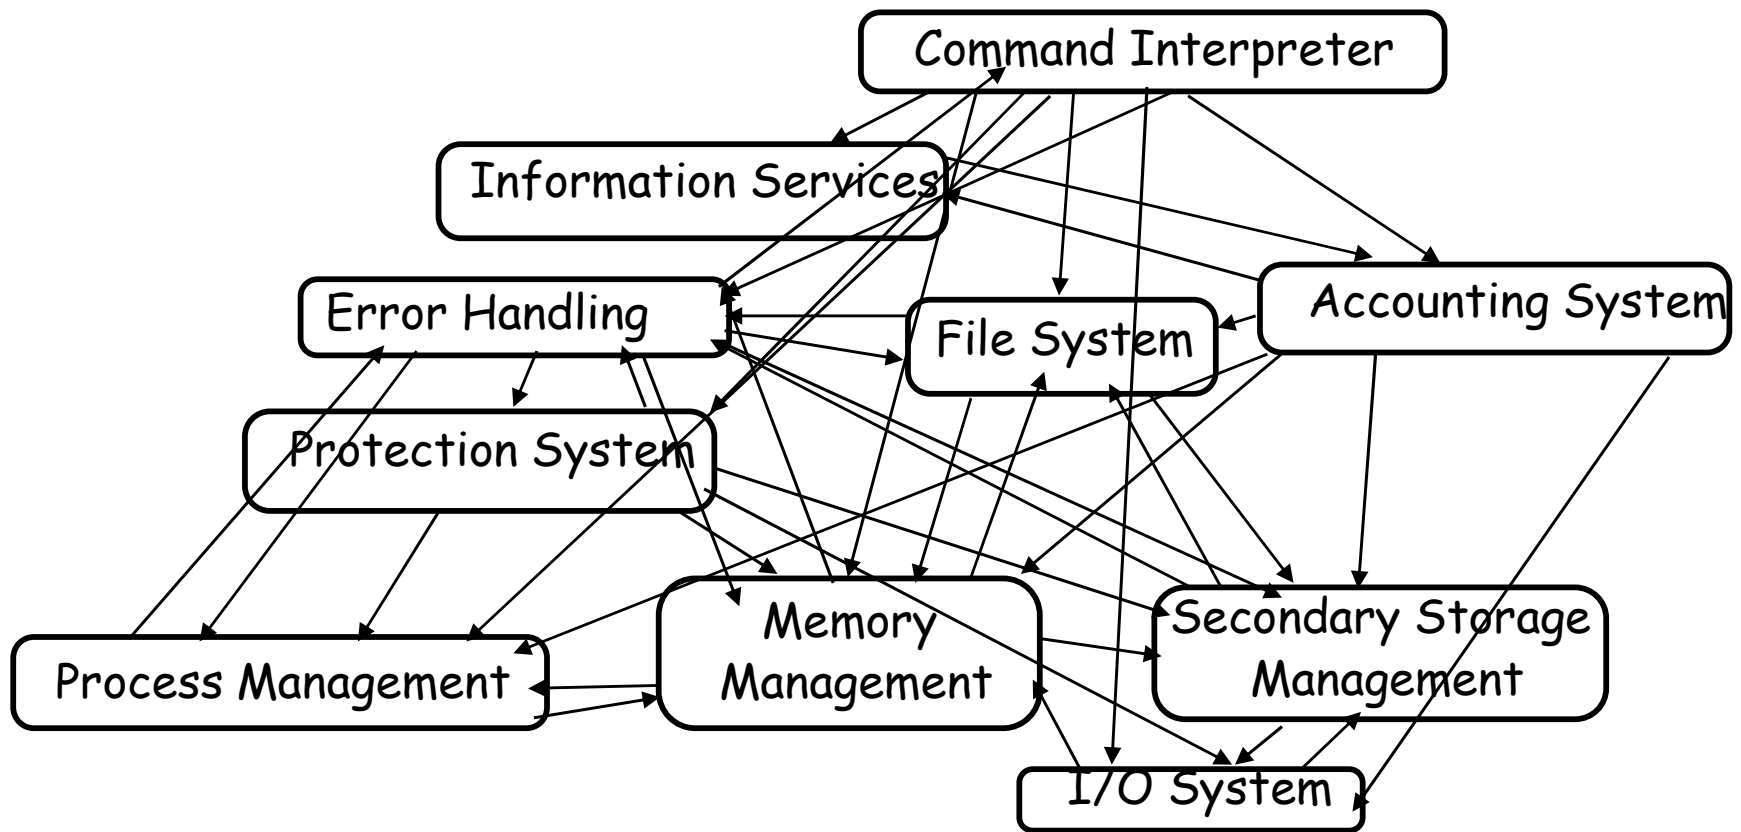 Command Interpreter
Information Services
Error Handling
Accounting System
File System
Protection System
Memory
Management
Secondary Storage
Management
Process Management
I/O System